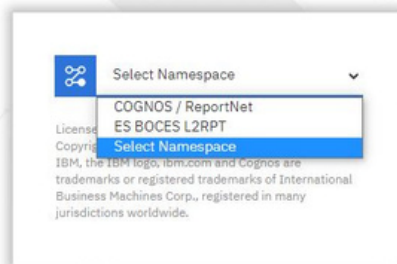 Select Namespace
COGNOS / ReportNet
ES BOCES L2RPT
Select Namespace
License
Copyrig
IBM, the IBM logo, ibm.com and Cognos are
trademarks or registered trademarks of International
Business Machines Corp., registered in many
jurisdictions worldwide.